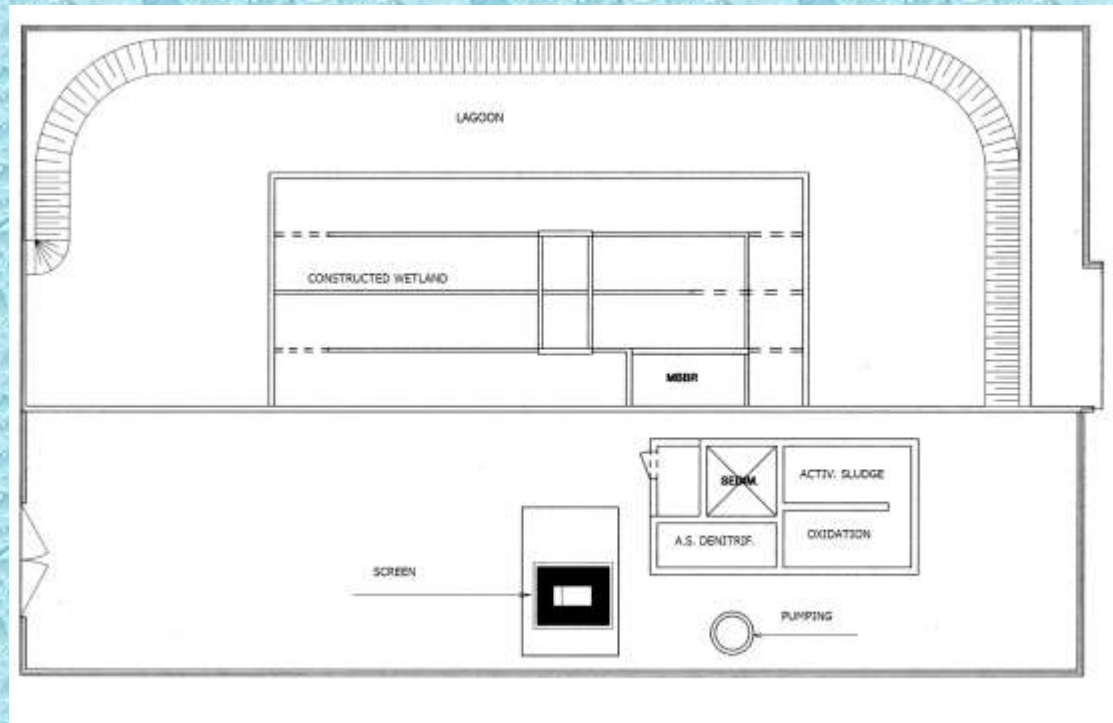 LAGOON
CONSTRUCTED WETLAND
MBBR
SEDIM.
ACTIV. SLUDGE
A.S. DENITRIF.
OXIDATION
SCREEN
PUMPING